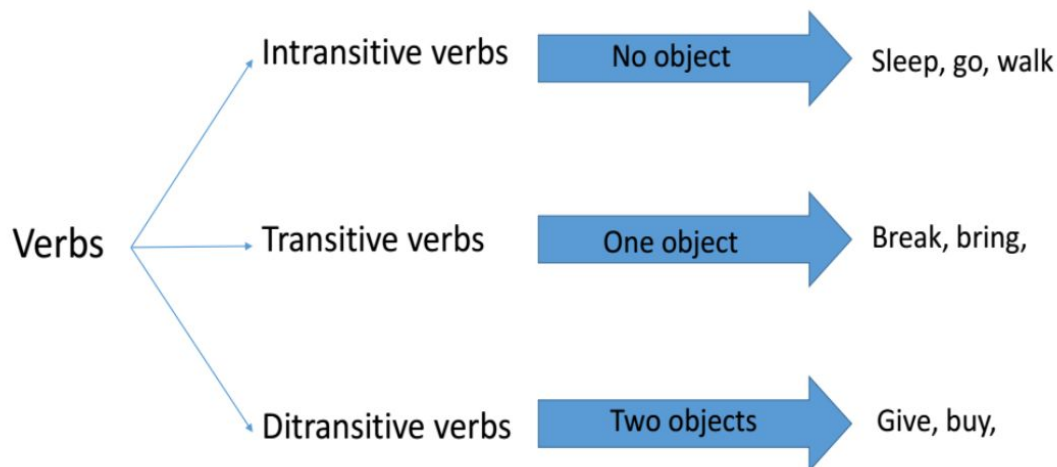 Intransitive verbs No object Sleep, go, walk
Verbs Transitive verbs One object Break, bring,
Ditransitive verbs Two objects Give, buy,